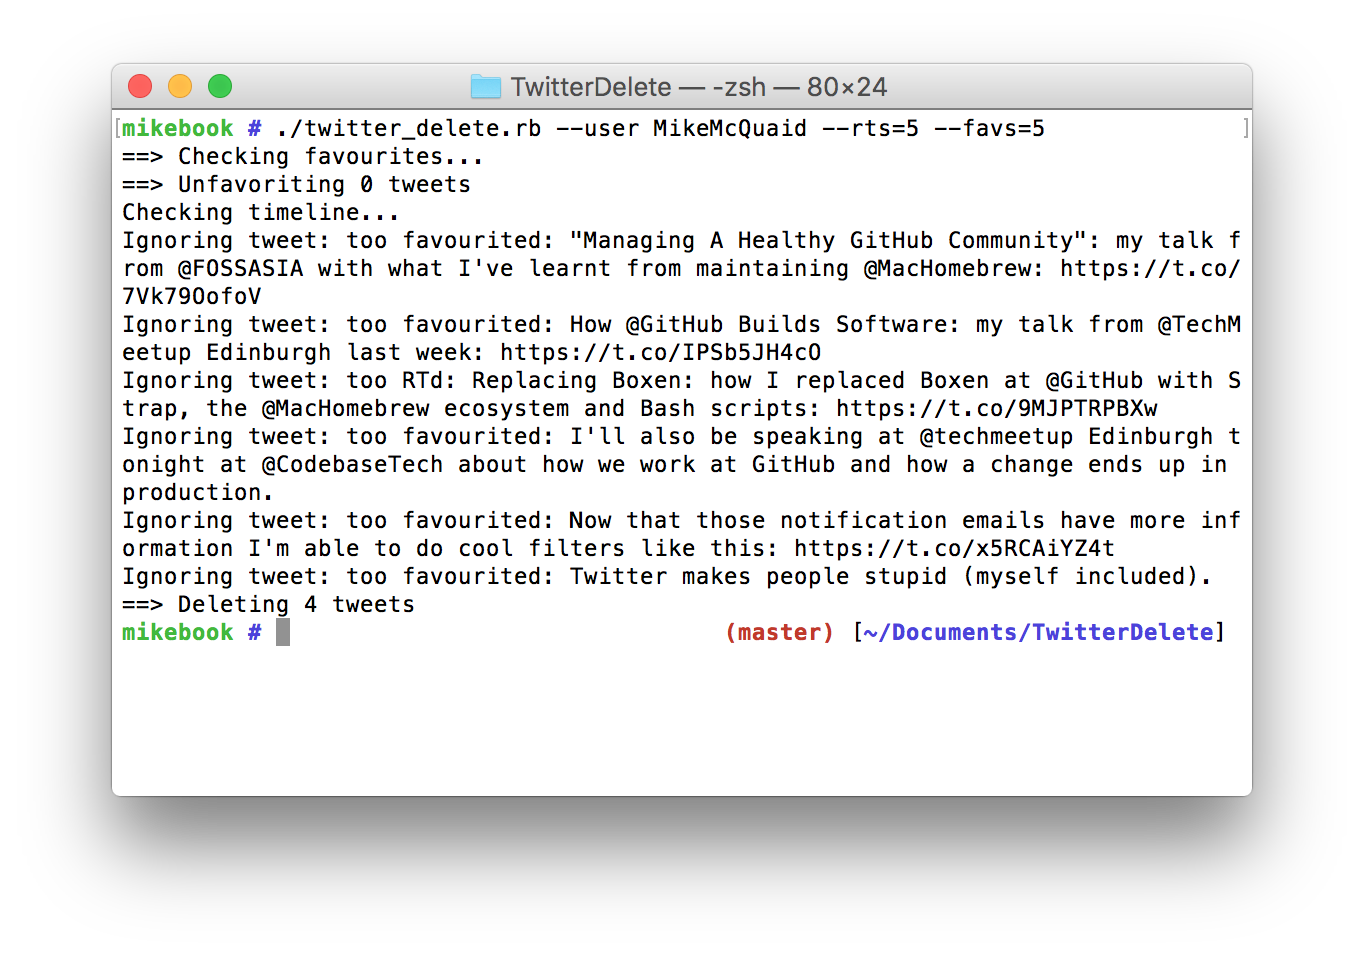 TwitterDelete — -zsh — 80×24
[mikebook # ./twitter_delete.rb --user MikeMcQuaid --rts=5 --favs=5 ]
==> Checking favourites...
==> Unfavoriting 0 tweets
Checking timeline...
Ignoring tweet: too favourited: "Managing A Healthy GitHub Community": my talk f
rom @FOSSASIA with what I've learnt from maintaining @MacHomebrew: https://t.co/
7Vk79OofoV
Ignoring tweet: too favourited: How @GitHub Builds Software: my talk from @TechM
eetup Edinburgh last week: https://t.co/IPSb5JH4cO
Ignoring tweet: too RTd: Replacing Boxen: how I replaced Boxen at @GitHub with S
trap, the @MacHomebrew ecosystem and Bash scripts: https://t.co/9MJPTRPBXw
Ignoring tweet: too favourited: I'll also be speaking at @techmeetup Edinburgh t
onight at @CodebaseTech about how we work at GitHub and how a change ends up in
production.
Ignoring tweet: too favourited: Now that those notification emails have more inf
ormation I'm able to do cool filters like this: https://t.co/x5RCAiYZ4t
Ignoring tweet: too favourited: Twitter makes people stupid (myself included).
==> Deleting 4 tweets
mikebook # (master) [~/Documents/TwitterDelete]